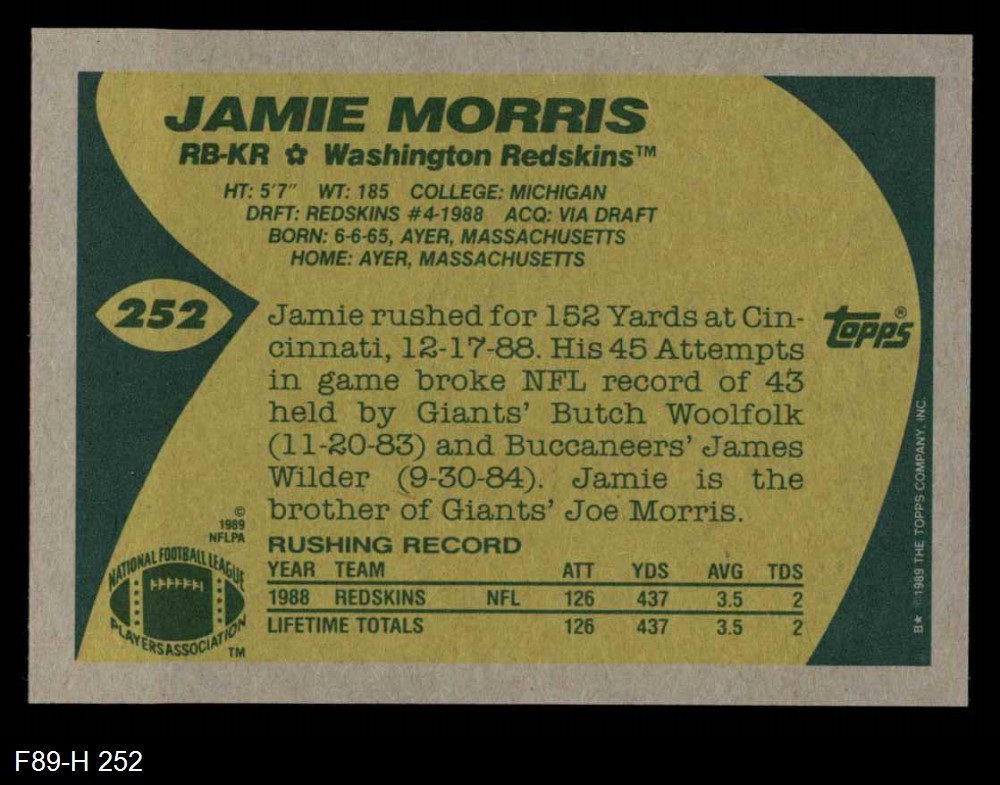 JAMIE MORRIS
RB-KR ✿ Washington Redskins™
HT: 5'7" WT: 185 COLLEGE: MICHIGAN
DRFT: REDSKINS #4-1988 ACQ: VIA DRAFT
BORN: 6-6-65, AYER, MASSACHUSETTS
HOME: AYER, MASSACHUSETTS
252
Jamie rushed for 152 Yards at Cin-
cinnati, 12-17-88. His 45 Attempts
in game broke NFL record of 43
held by Giants' Butch Woolfolk
(11-20-83) and Buccaneers' James
Wilder (9-30-84). Jamie is the
brother of Giants' Joe Morris.
topps®
© 
1989
NFLPA
NATIONAL FOOTBALL LEAGUE
PLAYERS ASSOCIATION
TM
RUSHING RECORD
YEAR TEAM ATT YDS AVG TDS
1988 REDSKINS NFL 126 437 3.5 2
LIFETIME TOTALS 126 437 3.5 2
B* © 1989 THE TOPPS COMPANY, INC.
F89-H 252